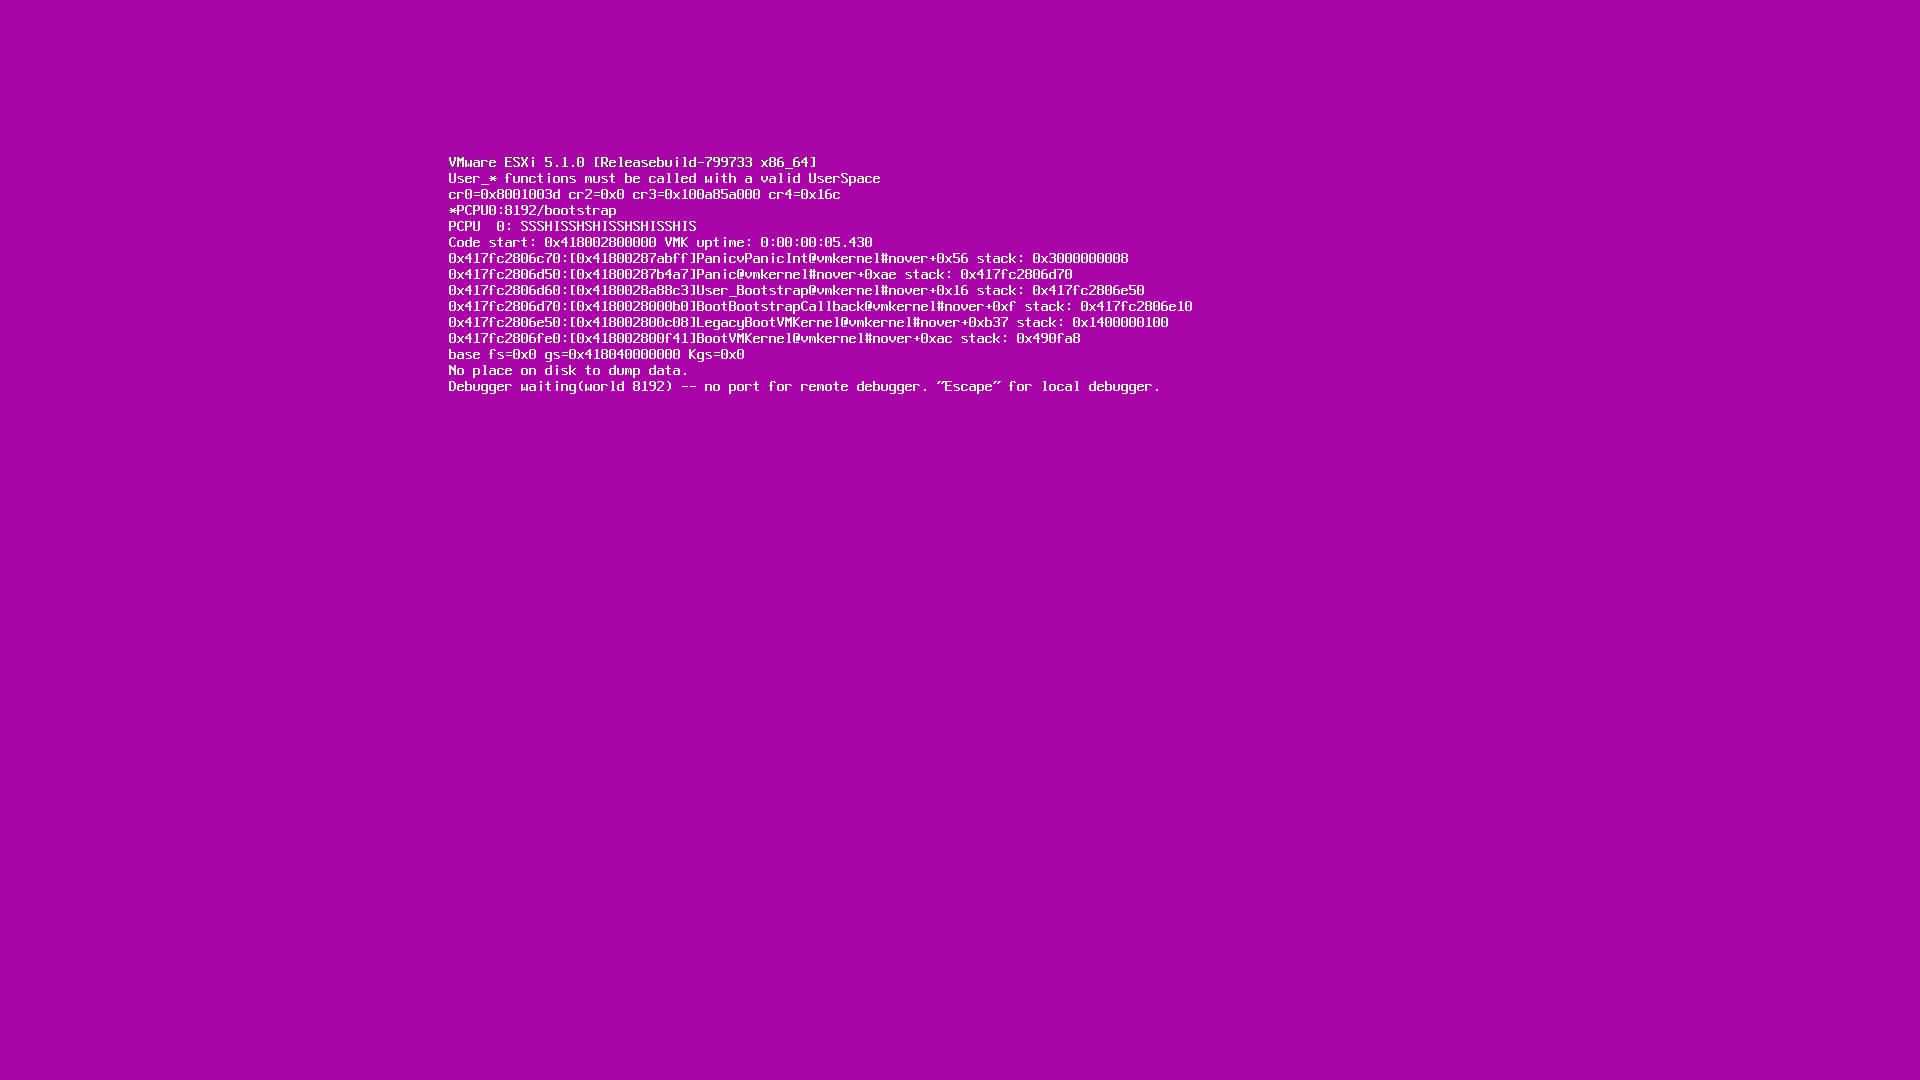 VMware ESXi 5.1.0 [Releasebuild-799733 x86_64]
User_* functions must be called with a valid UserSpace
cr0=0x8001003d cr2=0x0 cr3=0x100a85a000 cr4=0x16c
*PCPU0:8192/bootstrap
PCPU  0: SSSHISSHSHISSHSHISSHIS
Code start: 0x418002800000 VMK uptime: 0:00:00:05.430
0x417fc2806c70:[0x41800287abff]PanicvPanicInt@vmkernel#nover+0x56 stack: 0x3000000008
0x417fc2806d50:[0x41800287b4a7]Panic@vmkernel#nover+0xae stack: 0x417fc2806d70
0x417fc2806d60:[0x4180028a88c3]User_Bootstrap@vmkernel#nover+0x16 stack: 0x417fc2806e50
0x417fc2806d70:[0x4180028000b0]BootBootstrapCallback@vmkernel#nover+0xf stack: 0x417fc2806e10
0x417fc2806e50:[0x418002800c08]LegacyBootVMKernel@vmkernel#nover+0xb37 stack: 0x1400000100
0x417fc2806fe0:[0x418002800f41]BootVMKernel@vmkernel#nover+0xac stack: 0x490fa8
base fs=0x0 gs=0x418040000000 Kgs=0x0
No place on disk to dump data.
Debugger waiting(world 8192) -- no port for remote debugger. "Escape" for local debugger.